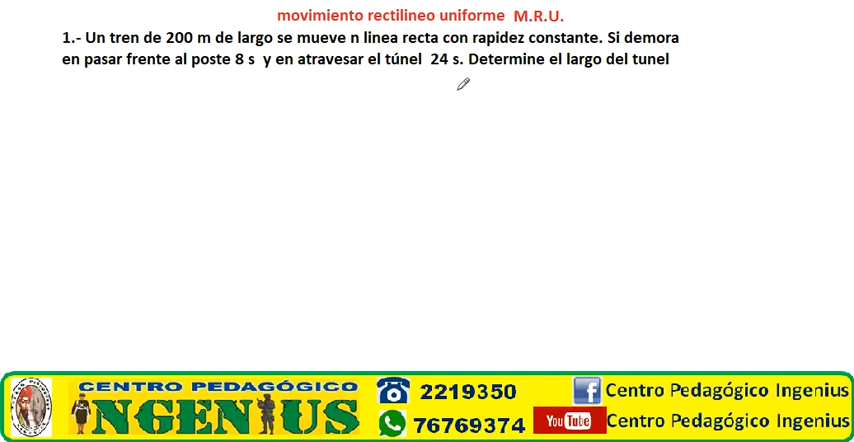 movimiento rectilineo uniforme M.R.U.
1.- Un tren de 200 m de largo se mueve n linea recta con rapidez constante. Si demora
en pasar frente al poste 8 s y en atravesar el túnel 24 s. Determine el largo del tunel
CENTRO PEDAGÓGICO
INGENIUS
2219350
76769374
f Centro Pedagógico Ingenius
YouTube Centro Pedagógico Ingenius